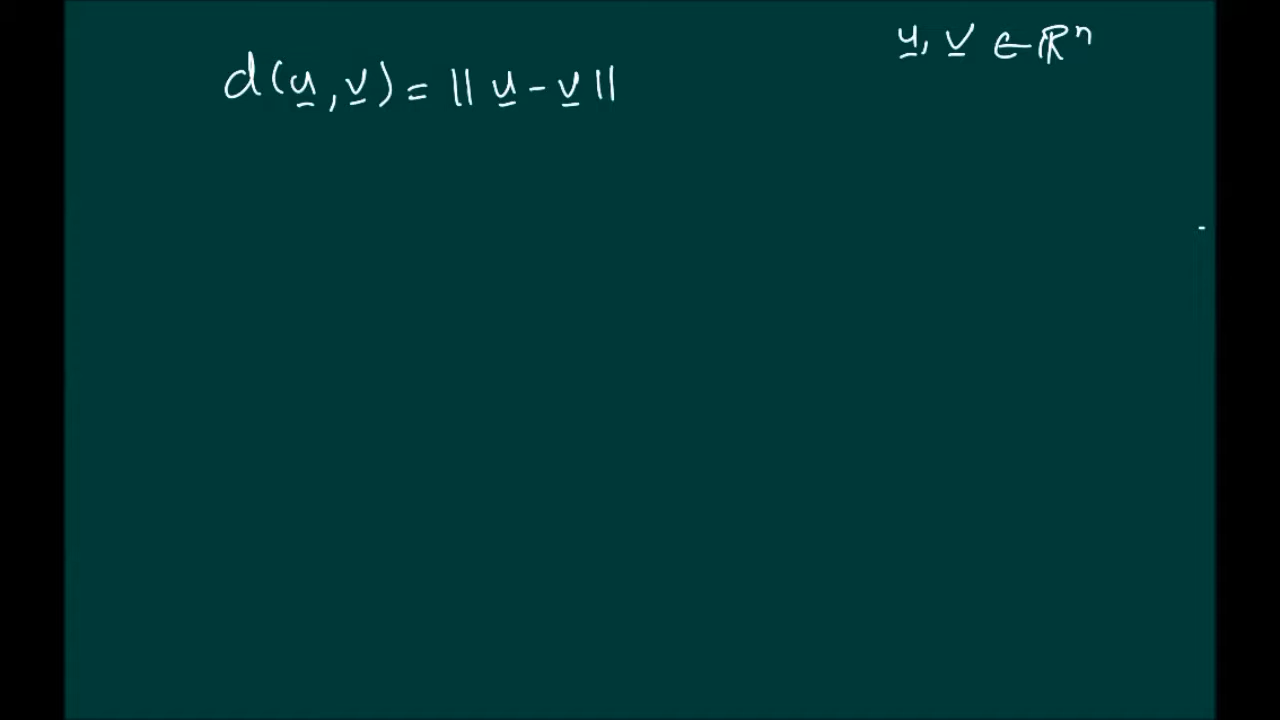 u, v ∈ ℝⁿ
d(u, v) = || u - v ||